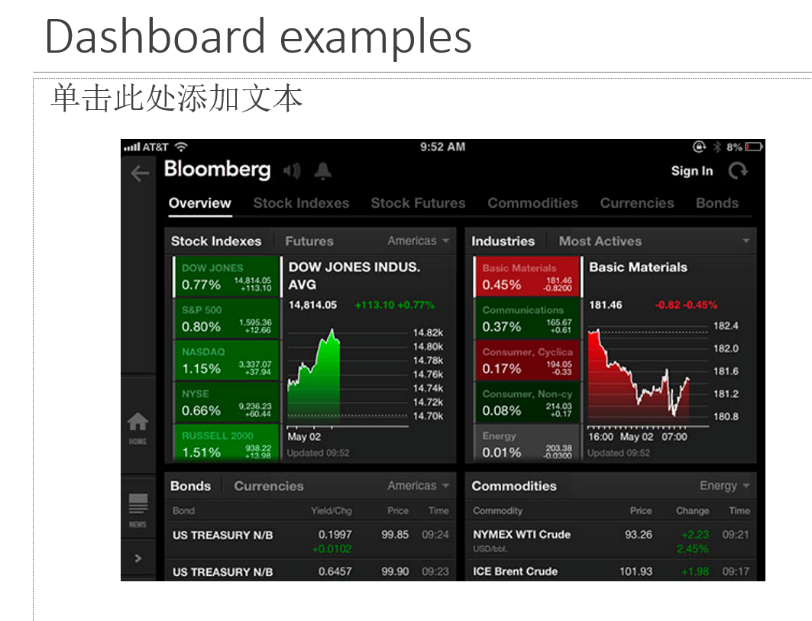 Dashboard examples
单击此处添加文本
AT&T 9:52 AM 8%
Bloomberg Sign In
Overview Stock Indexes Stock Futures Commodities Currencies Bonds
Stock Indexes Futures Americas
DOW JONES
0.77% 14,814.05
+113.10
S&P 500
0.80% 1,595.36
+12.66
NASDAQ
1.15% 3,337.07
+37.94
NYSE
0.66% 9,236.23
+60.44
RUSSELL 2000
1.51% 938.22
+13.98
DOW JONES INDUS.
AVG
14,814.05 +113.10 +0.77%
14.82k
14.80k
14.78k
14.76k
14.74k
14.72k
14.70k
May 02
Updated 09:52
Industries Most Actives
Basic Materials
0.45% 181.46
-0.8200
Communications
0.37% 165.67
+0.61
Consumer, Cyclica
0.17% 194.05
-0.33
Consumer, Non-cy
0.08% 214.03
+0.17
Energy
0.01% 203.38
-0.0300
Basic Materials
181.46 -0.82 -0.45%
182.4
182.0
181.6
181.2
180.8
16:00 May 02 07:00
Updated 09:52
HOME
NEWS
Bonds Currencies Americas
Bond Yield/Chg Price Time
US TREASURY N/B 0.1997 99.85 09:24
+0.0102
US TREASURY N/B 0.6457 99.90 09:23
Commodities Energy
Commodity Price Change Time
NYMEX WTI Crude 93.26 +2.23 09:21
USD/bbl. 2.45%
ICE Brent Crude 101.93 +1.98 09:17